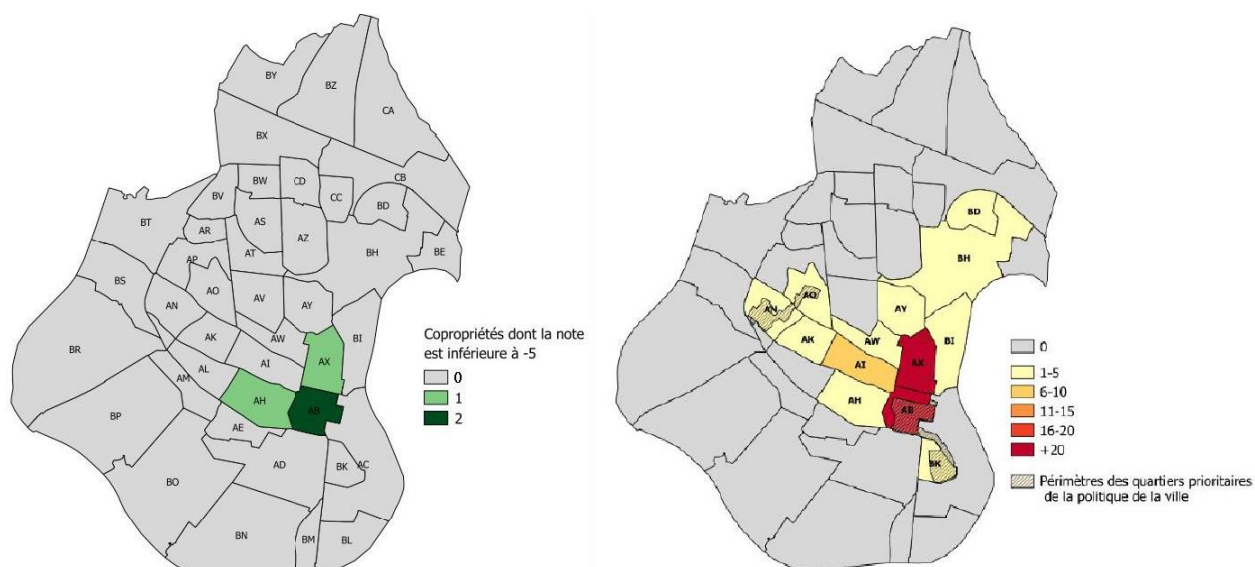 BY
BZ
CA
BX
CB
BW
CD
CC
BV
BD
AS
BT
AR
AZ
AT
BH
BE
AP
BS
AO
AN
AV
AY
AK
AW
BI
BR
AI
AX
AL
AM
AH
AB
BP
AE
AD
BK
AC
BO
BN
BM
BL
Copropriétés dont la note
est inférieure à -5
0
1
2
BD
BH
AN
AO
AY
AK
AW
BI
AI
AX
AH
AB
BK
0
1-5
6-10
11-15
16-20
+20
Périmètres des quartiers prioritaires
de la politique de la ville